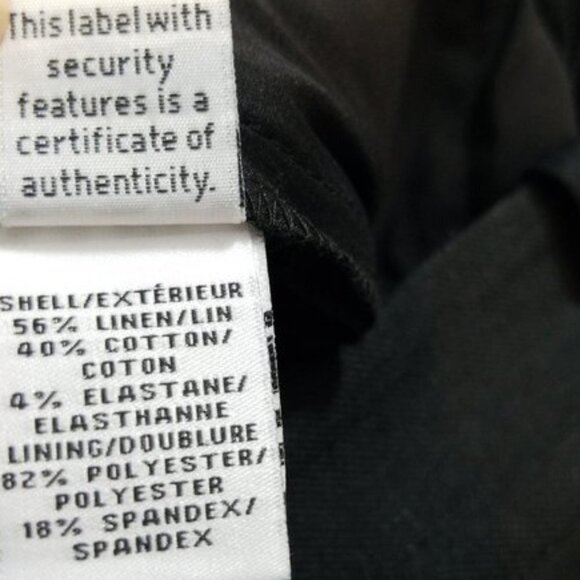 This label with
security
features is a
certificate of
authenticity.
SHELL/EXTÉRIEUR
56% LINEN/LIN
40% COTTON/
COTON
4% ELASTANE/
ELASTHANNE
LINING/DOUBLURE
82% POLYESTER/
POLYESTER
18% SPANDEX/
SPANDEX